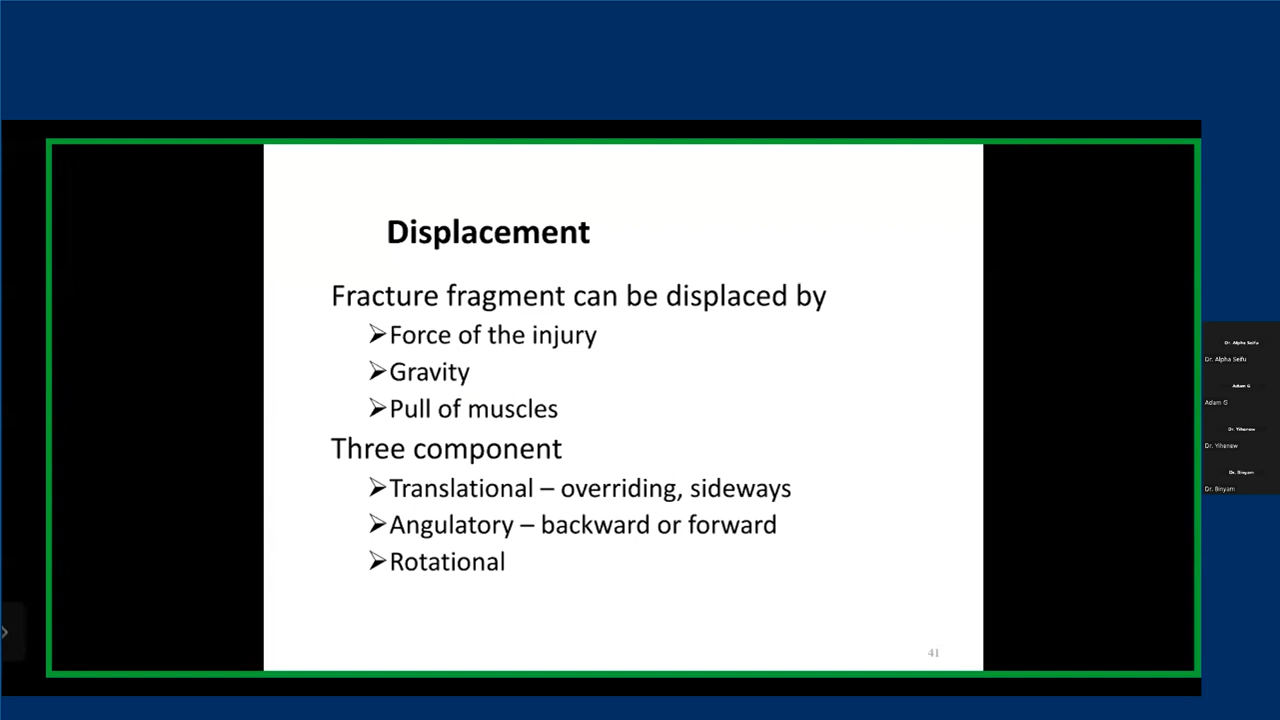 Displacement
Fracture fragment can be displaced by
➢Force of the injury
➢Gravity
➢Pull of muscles
Three component
➢Translational – overriding, sideways
➢Angulatory – backward or forward
➢Rotational
41
Dr. Alpha Seifu
Dr. Alpha Seifu
Adam G
Adam G
Dr. Yihenew
Dr. Yihenew
Dr. Binyam
Dr. Binyam